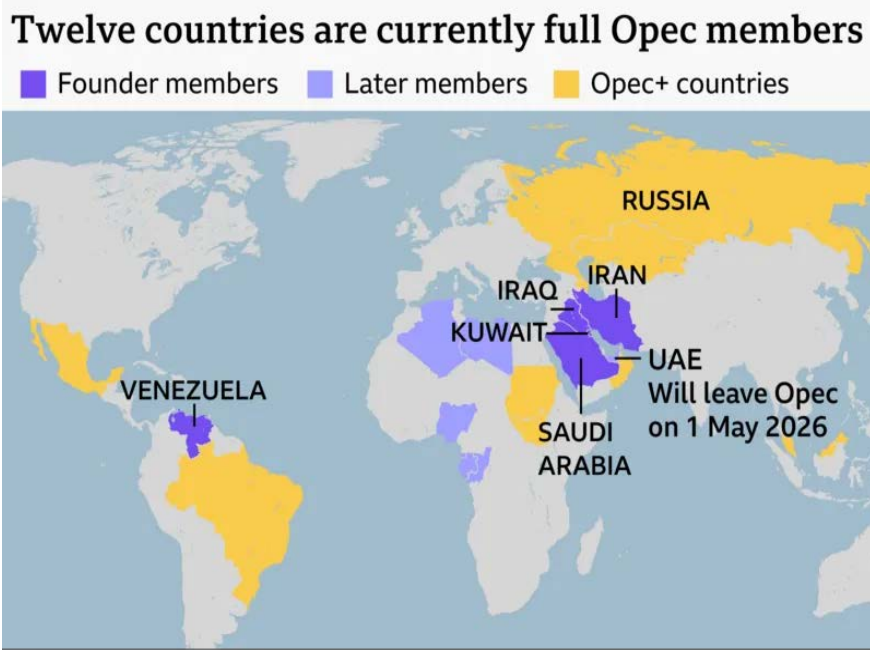 Twelve countries are currently full Opec members
Founder members
Later members
Opec+ countries
RUSSIA
IRAN
IRAQ
KUWAIT
UAE
Will leave Opec
on 1 May 2026
VENEZUELA
SAUDI
ARABIA